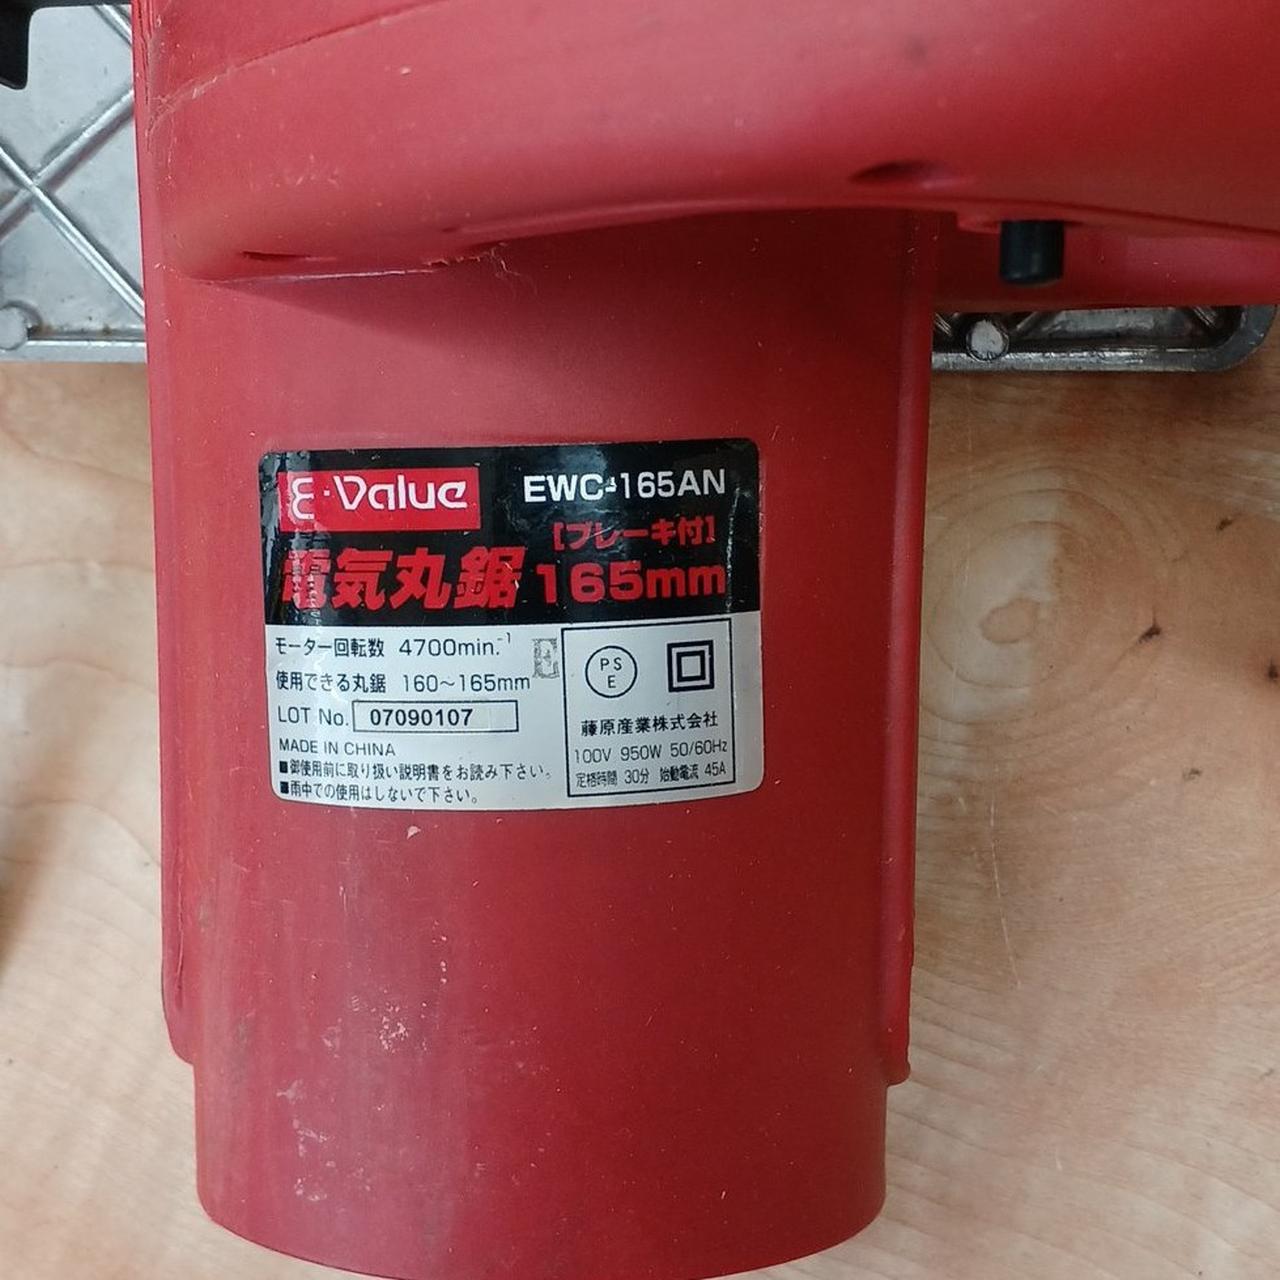 E-Value
EWC-165AN
[ブレーキ付]
電気丸鋸 165mm
モーター回転数 4700min.⁻¹
使用できる丸鋸 160～165mm
LOT No. 07090107
MADE IN CHINA
■御使用前に取り扱い説明書をお読み下さい。
■雨中での使用はしないで下さい。
PS
E
藤原産業株式会社
100V 950W 50/60Hz
定格時間 30分 始動電流 45A